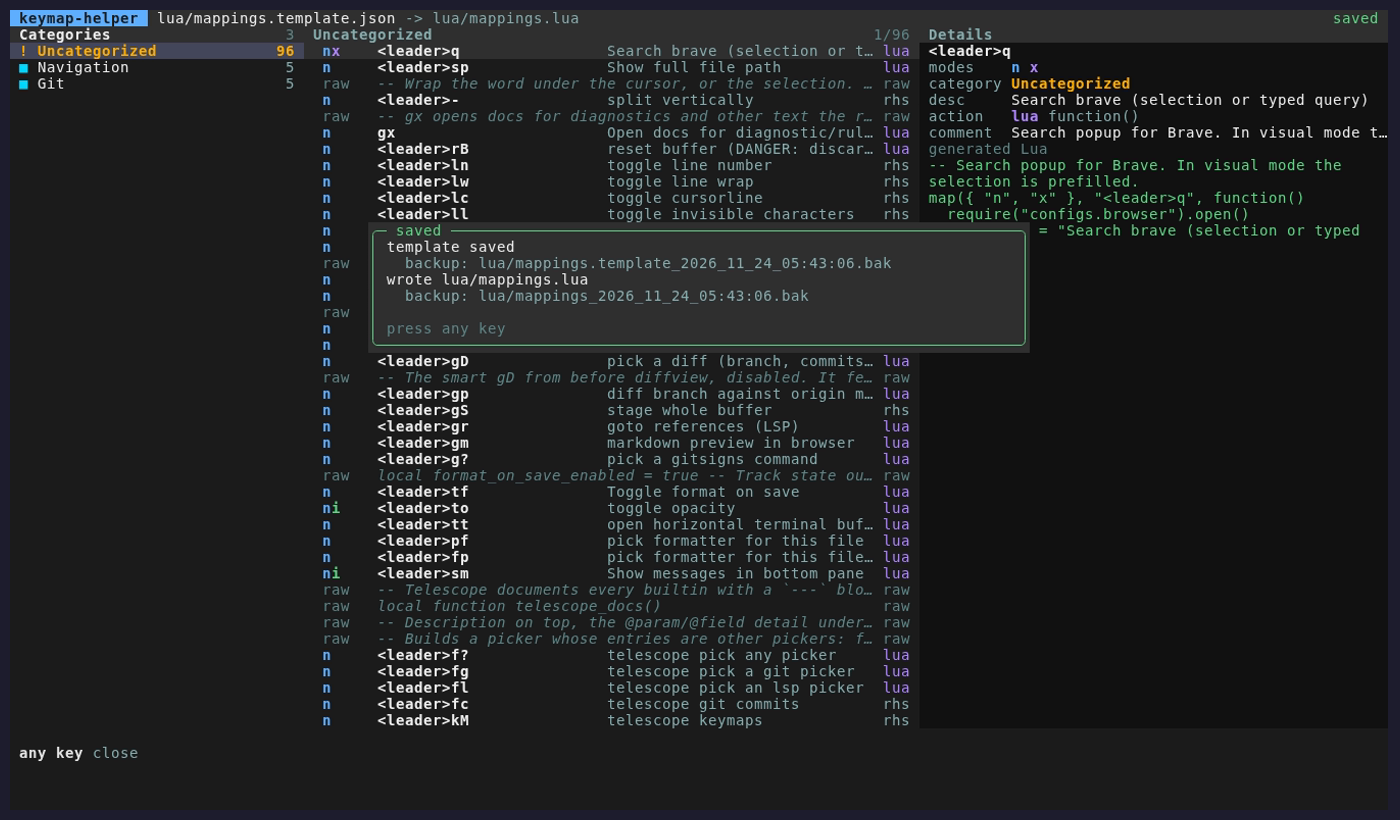 keymap-helper lua/mappings.template.json -> lua/mappings.lua saved
Categories 3 Uncategorized 1/96 Details
! Uncategorized 96 nx <leader>q Search brave (selection or t… lua <leader>q
■ Navigation 5 n <leader>sp Show full file path lua modes n x
■ Git 5 raw -- Wrap the word under the cursor, or the selection. … raw category Uncategorized
n <leader>- split vertically rhs desc Search brave (selection or typed query)
raw -- gx opens docs for diagnostics and other text the r… raw action lua function()
n gx Open docs for diagnostic/rul… lua comment Search popup for Brave. In visual mode t…
n <leader>rB reset buffer (DANGER: discar… lua generated Lua
n <leader>ln toggle line number rhs -- Search popup for Brave. In visual mode the
n <leader>lw toggle line wrap rhs selection is prefilled.
n <leader>lc toggle cursorline rhs map({ "n", "x" }, "<leader>q", function()
n <leader>ll toggle invisible characters rhs require("configs.browser").open()
n saved = "Search brave (selection or typed
n template saved
raw backup: lua/mappings.template_2026_11_24_05:43:06.bak
n wrote lua/mappings.lua
n backup: lua/mappings_2026_11_24_05:43:06.bak
raw
n press any key
n
n <leader>gD pick a diff (branch, commits… lua
raw -- The smart gD from before diffview, disabled. It fe… raw
n <leader>gp diff branch against origin m… lua
n <leader>gS stage whole buffer rhs
n <leader>gr goto references (LSP) lua
n <leader>gm markdown preview in browser lua
n <leader>g? pick a gitsigns command lua
raw local format_on_save_enabled = true -- Track state ou… raw
n <leader>tf Toggle format on save lua
ni <leader>to toggle opacity lua
n <leader>tt open horizontal terminal buf… lua
n <leader>pf pick formatter for this file lua
n <leader>fp pick formatter for this file… lua
ni <leader>sm Show messages in bottom pane lua
raw -- Telescope documents every builtin with a `---` blo… raw
raw local function telescope_docs() raw
raw -- Description on top, the @param/@field detail under… raw
raw -- Builds a picker whose entries are other pickers: f… raw
n <leader>f? telescope pick any picker lua
n <leader>fg telescope pick a git picker lua
n <leader>fl telescope pick an lsp picker lua
n <leader>fc telescope git commits rhs
n <leader>kM telescope keymaps rhs
any key close